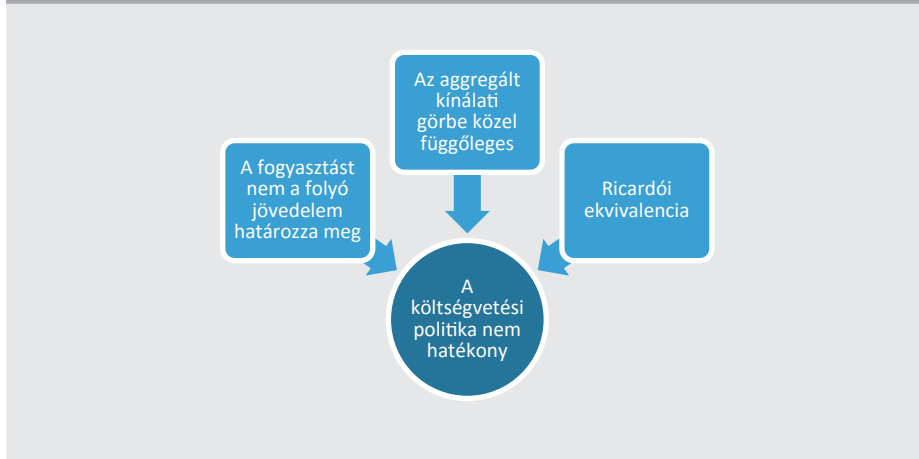 Az aggregált
kínálati
görbe közel
függőleges
A fogyasztást
nem a folyó
jövedelem
határozza meg
Ricardói
ekvivalencia
A
költségvetési
politika nem
hatékony